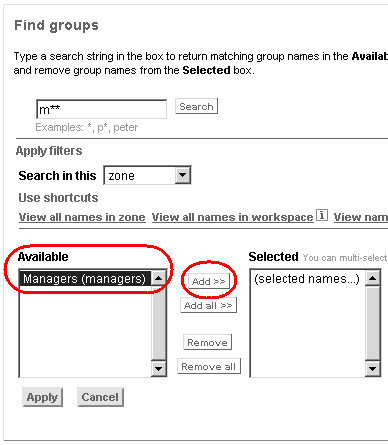 Find groups
Type a search string in the box to return matching group names in the Availab
and remove group names from the Selected box.
m**
Search
Examples: *, p*, peter
Apply filters
Search in this zone
Use shortcuts
View all names in zone View all names in workspace i View nam
Available
Selected You can multi-select
Managers (managers)
(selected names...)
Add >>
Add all >>
Remove
Remove all
Apply Cancel